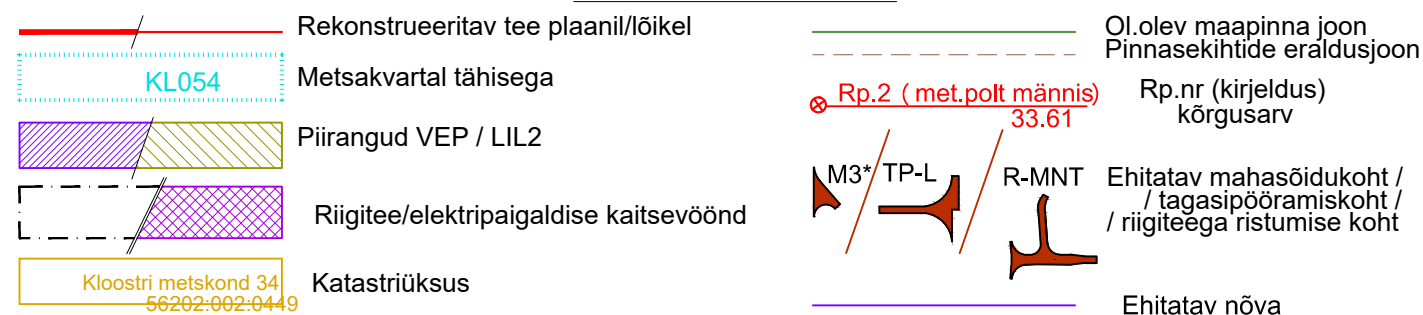 Rekonstrueeritav tee plaanil/lõikel
KL054
Metsakvartal tähisega
Piirangud VEP / LIL2
Riigitee/elektripaigaldise kaitsevöönd
Kloostri metskond 34
56202:002:0449
Katastriüksus
Ol.olev maapinna joon
Pinnasekihtide eraldusjoon
Rp.2 ( met.polt männis)
33.61
Rp.nr (kirjeldus)
kõrgusarv
M3* TP-L R-MNT
Ehitatav mahasõidukoht /
/ tagasipööramiskoht /
/ riigiteega ristumise koht
Ehitatav nõva